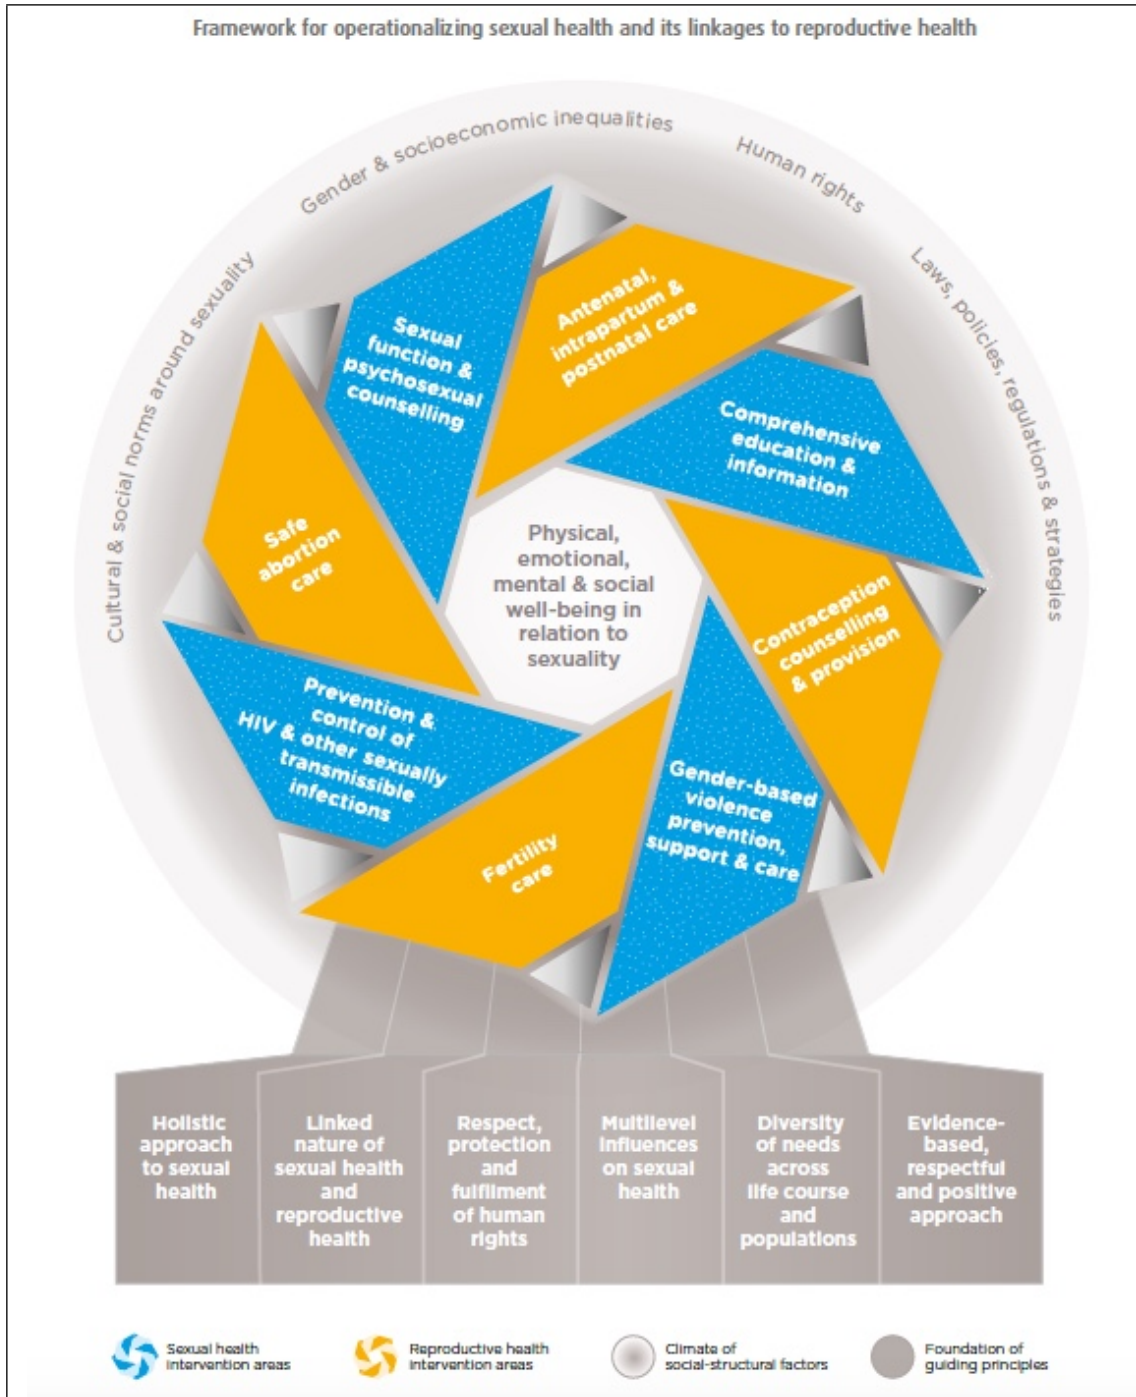 Framework for operationalizing sexual health and its linkages to reproductive health
Cultural & social norms around sexuality
Gender & socioeconomic inequalities
Human rights
Laws, policies, regulations & strategies
Sexual
function &
psychosexual
counselling
Antenatal,
intrapartum &
postnatal care
Comprehensive
education &
information
Safe
abortion
care
Physical,
emotional,
mental & social
well-being in
relation to
sexuality
Contraception
counselling
& provision
Prevention &
control of
HIV & other sexually
transmissible
infections
Fertility
care
Gender-based
violence
prevention,
support & care
Holistic
approach
to sexual
health
Linked
nature of
sexual health
and
reproductive
health
Respect,
protection
and
fulfilment
of human
rights
Multilevel
influences
on sexual
health
Diversity
of needs
across
life course
and
populations
Evidence-
based,
respectful
and positive
approach
Sexual health
intervention areas
Reproductive health
intervention areas
Climate of
social-structural factors
Foundation of
guiding principles